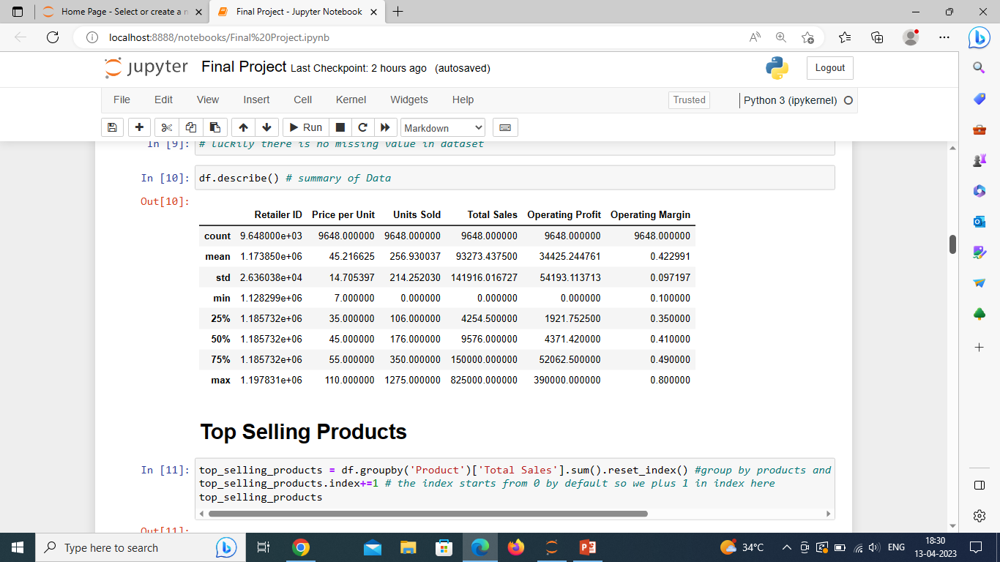 Home Page - Select or create a n
Final Project - Jupyter Notebook
localhost:8888/notebooks/Final%20Project.ipynb
jupyter Final Project Last Checkpoint: 2 hours ago (autosaved)
Logout
File Edit View Insert Cell Kernel Widgets Help
Trusted
Python 3 (ipykernel)
Run
Markdown
In [9]: # luckily there is no missing value in dataset
In [10]: df.describe() # summary of Data
Out[10]:
Retailer ID Price per Unit Units Sold Total Sales Operating Profit Operating Margin
count 9.648000e+03 9648.000000 9648.000000 9648.000000 9648.000000 9648.000000
mean 1.173850e+06 45.216625 256.930037 93273.437500 34425.244761 0.422991
std 2.636038e+04 14.705397 214.252030 141916.016727 54193.113713 0.097197
min 1.128299e+06 7.000000 0.000000 0.000000 0.000000 0.100000
25% 1.185732e+06 35.000000 106.000000 4254.500000 1921.752500 0.350000
50% 1.185732e+06 45.000000 176.000000 9576.000000 4371.420000 0.410000
75% 1.185732e+06 55.000000 350.000000 150000.000000 52062.500000 0.490000
max 1.197831e+06 110.000000 1275.000000 825000.000000 390000.000000 0.800000
Top Selling Products
In [11]: top_selling_products = df.groupby('Product')['Total Sales'].sum().reset_index() #group by products and
top_selling_products.index+=1 # the index starts from 0 by default so we plus 1 in index here
top_selling_products
Out[11]:
Type here to search
34°C
ENG
18:30
13-04-2023